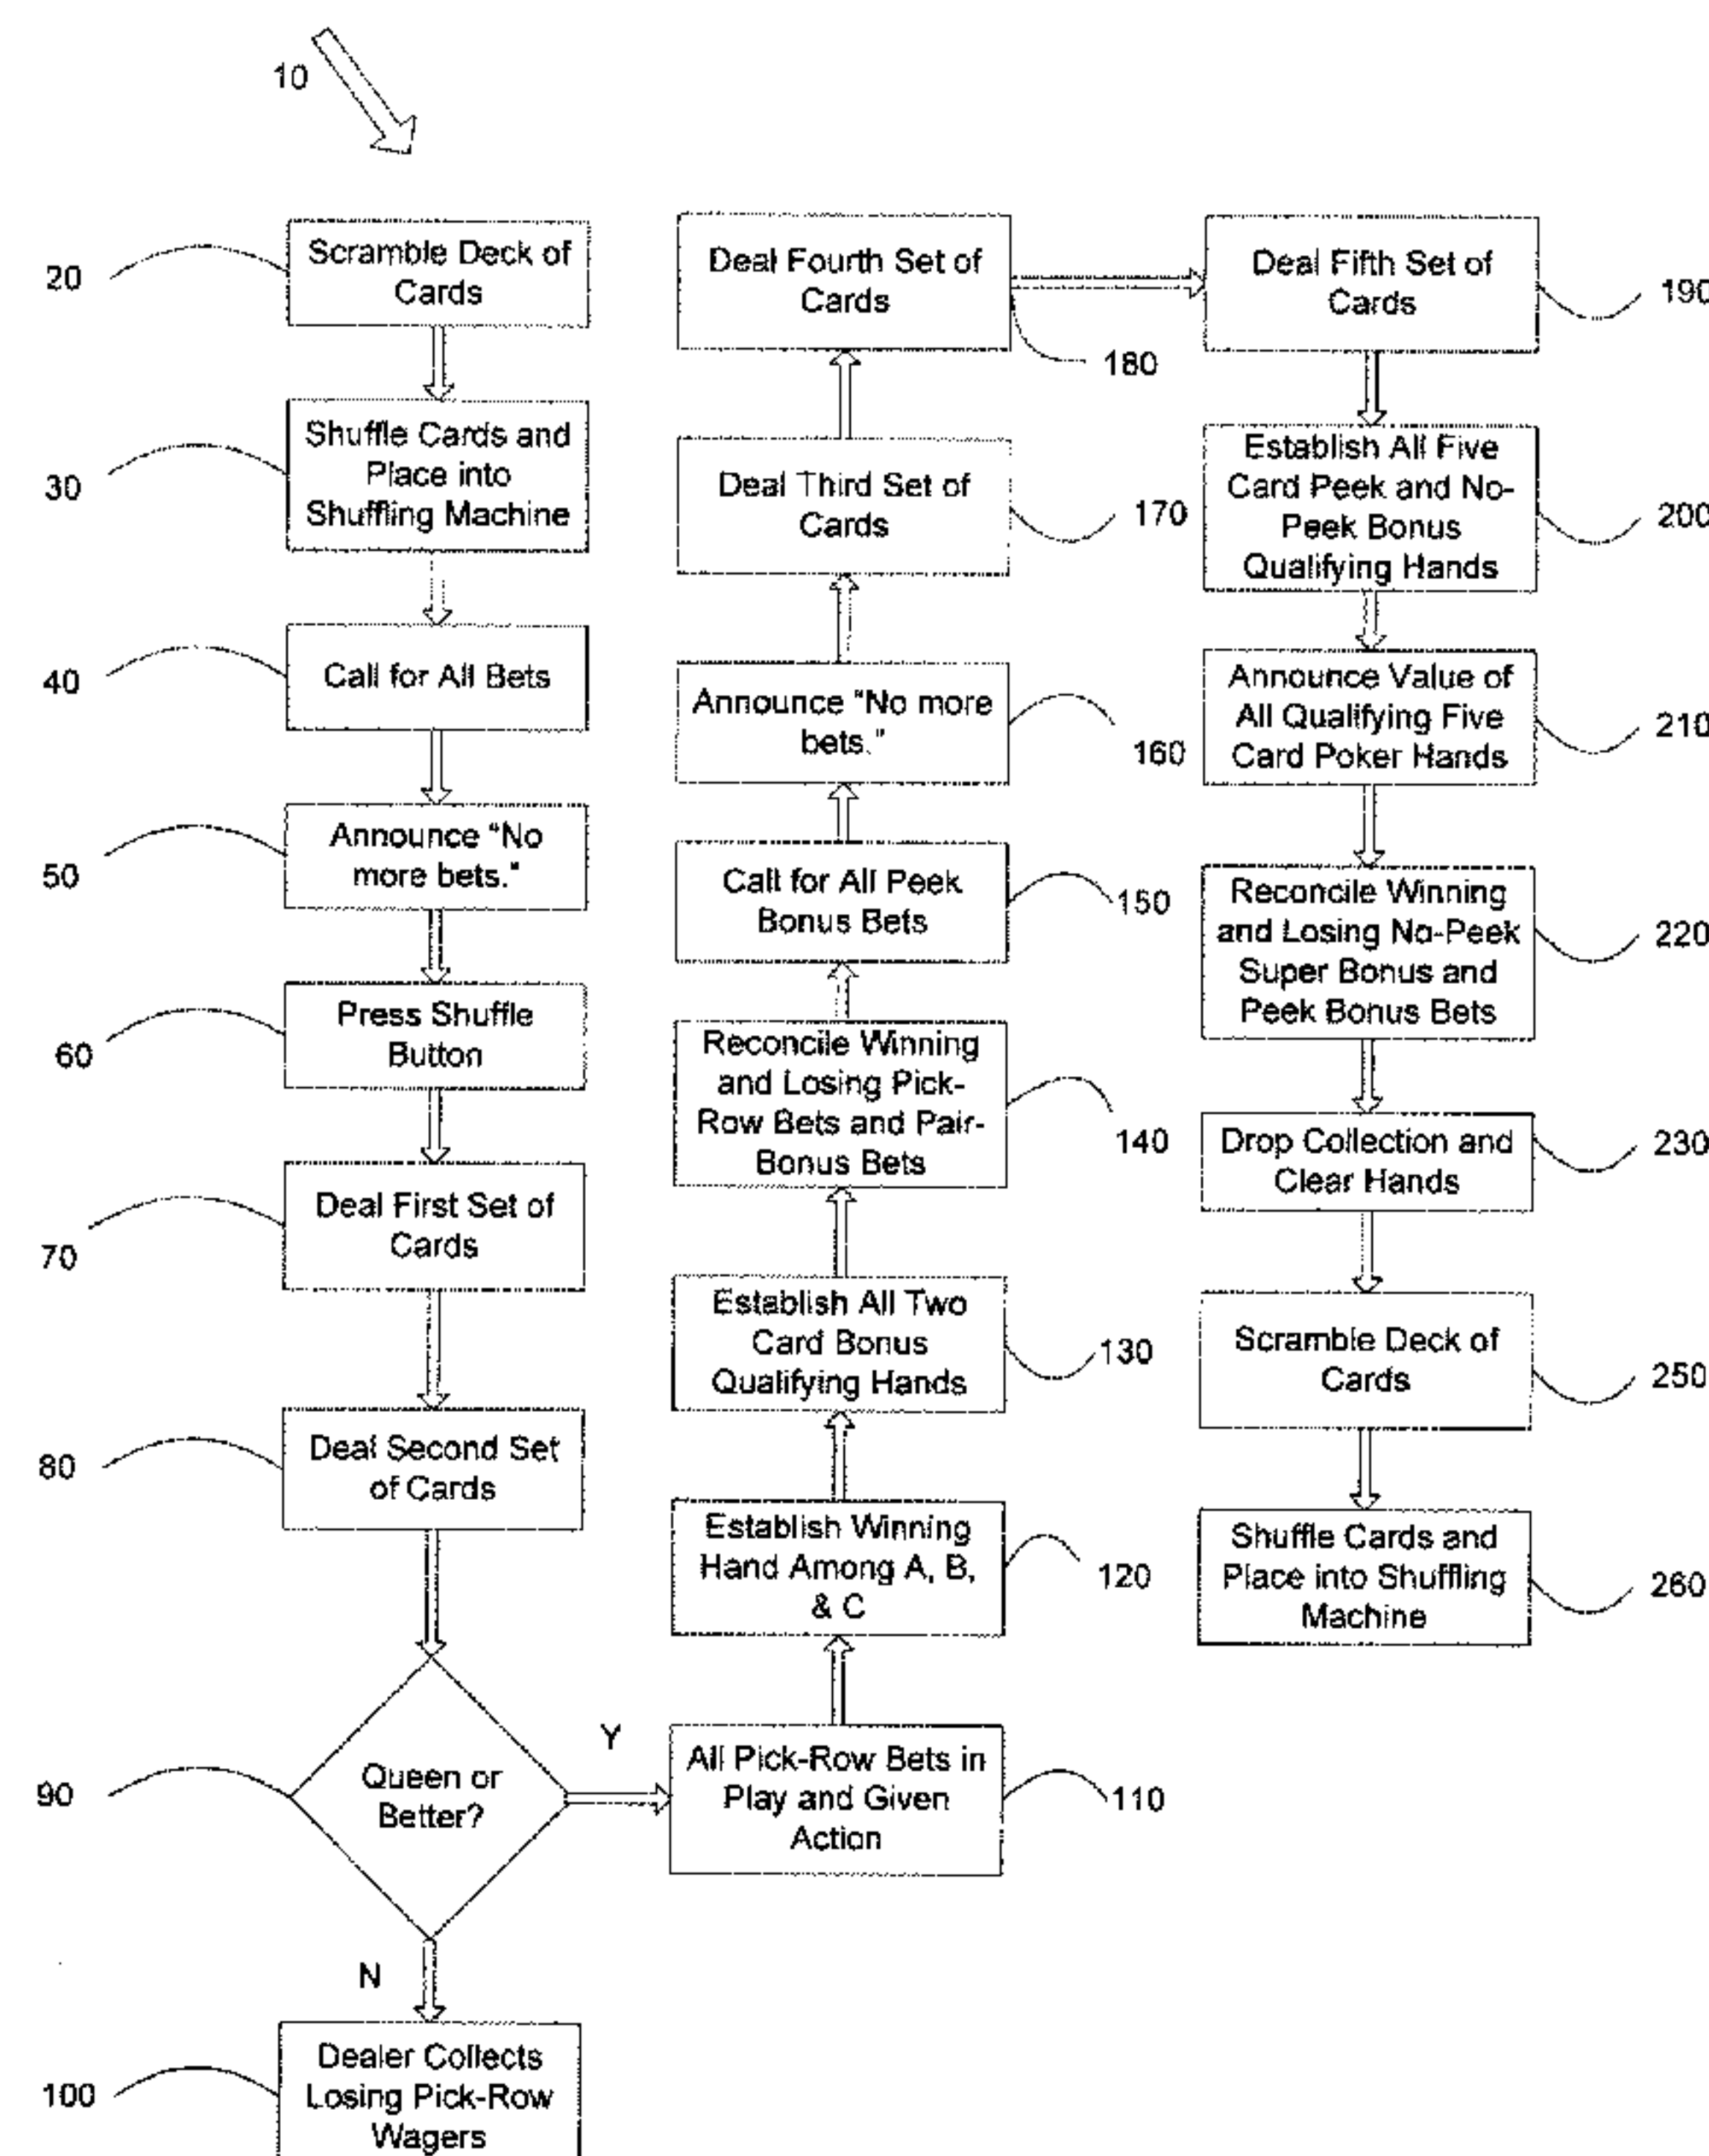 10
20
Scramble Deck of
Cards
30
Shuffle Cards and
Place into
Shuffling Machine
40
Call for All Bets
50
Announce "No
more bets."
60
Press Shuffle
Button
70
Deal First Set of
Cards
80
Deal Second Set
of Cards
90
Queen or
Better?
Y
N
100
Dealer Collects
Losing Pick-Row
Wagers
All Pick-Row Bets in
Play and Given
Action
110
Establish Winning
Hand Among A, B,
& C
120
Establish All Two
Card Bonus
Qualifying Hands
130
Reconcile Winning
and Losing Pick-
Row Bets and Pair-
Bonus Bets
140
Call for All Peek
Bonus Bets
150
Announce "No more
bets."
160
Deal Third Set of
Cards
170
Deal Fourth Set of
Cards
180
Deal Fifth Set of
Cards
190
Establish All Five
Card Peek and No-
Peek Bonus
Qualifying Hands
200
Announce Value of
All Qualifying Five
Card Poker Hands
210
Reconcile Winning
and Losing No-Peek
Super Bonus and
Peek Bonus Bets
220
Drop Collection and
Clear Hands
230
Scramble Deck of
Cards
250
Shuffle Cards and
Place into Shuffling
Machine
260